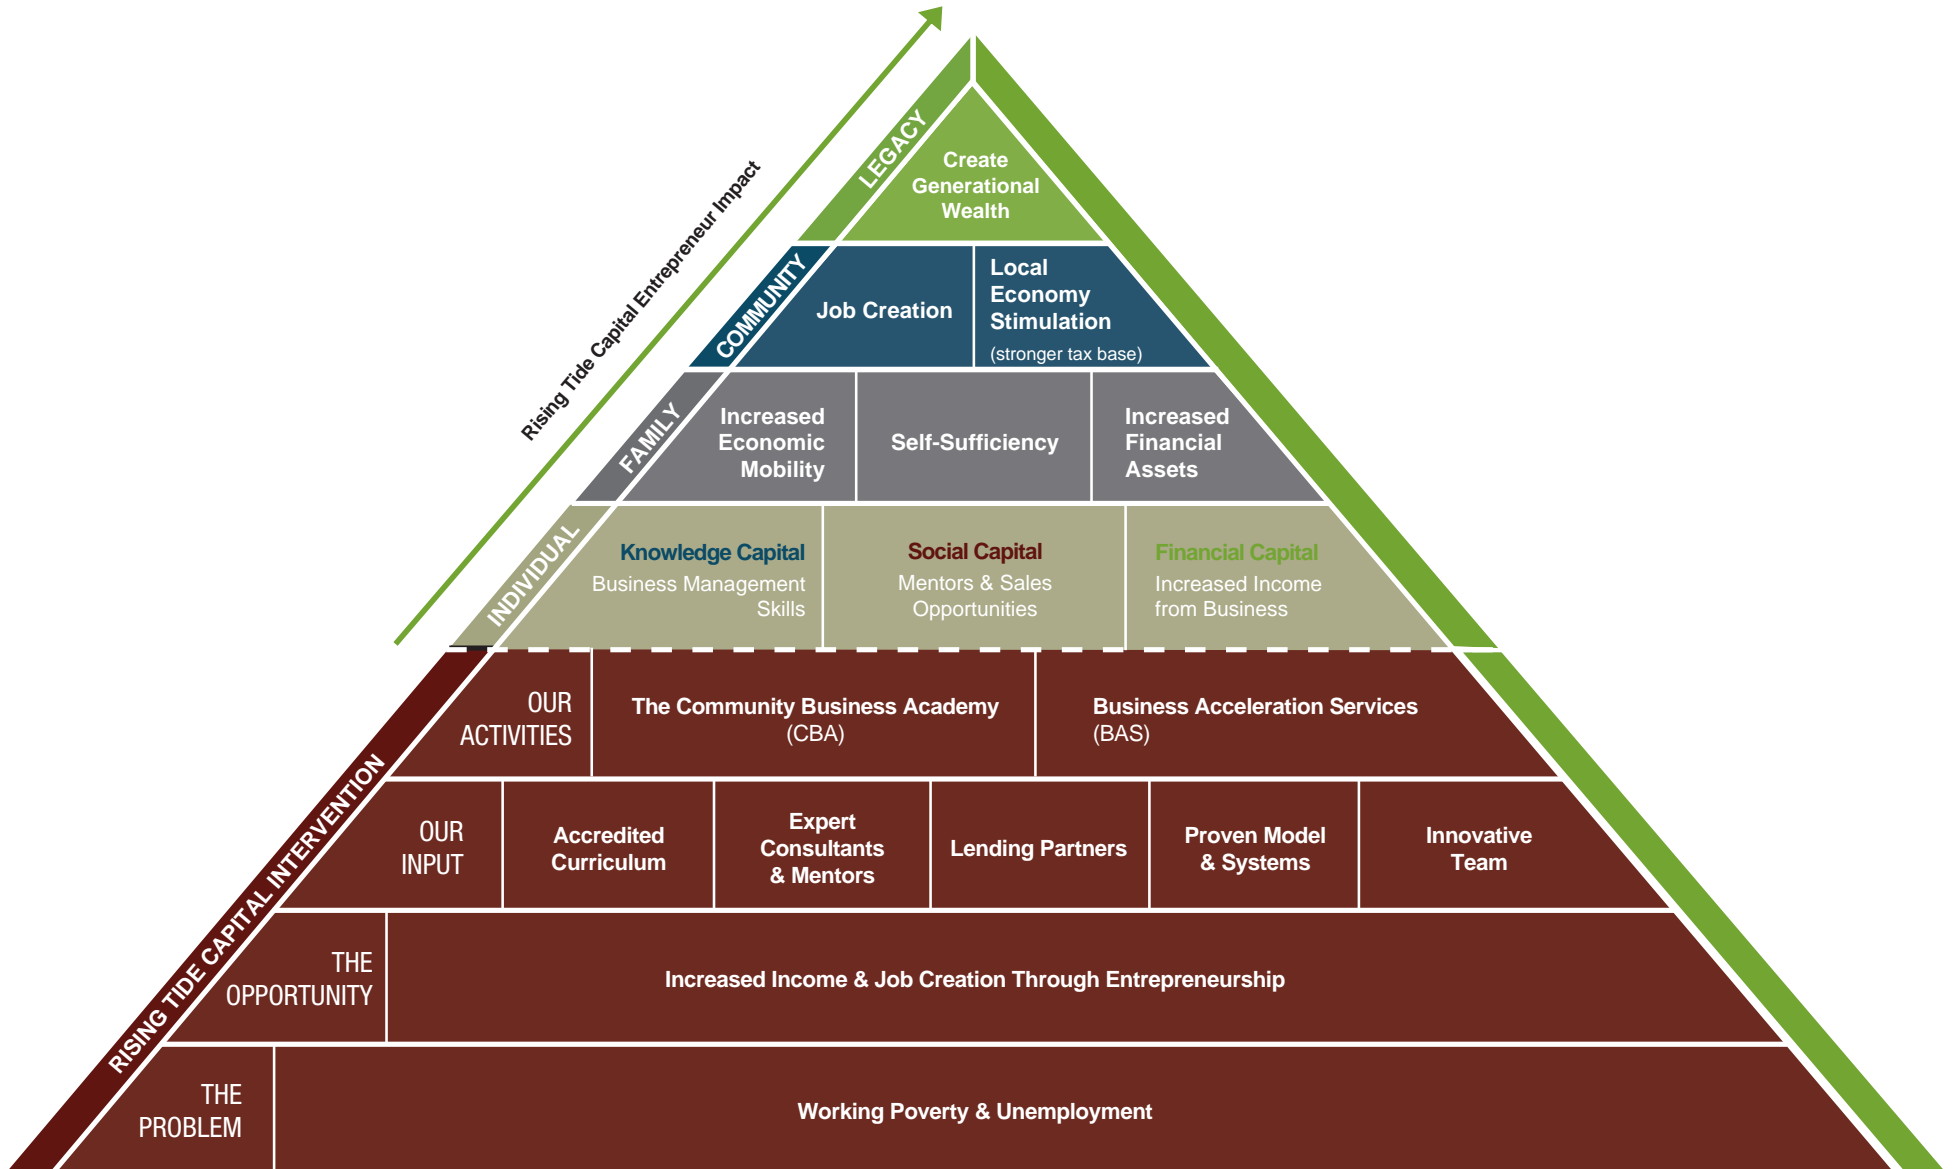 Rising Tide Capital Entrepreneur Impact
LEGACY
Create
Generational
Wealth
COMMUNITY
Job Creation
Local
Economy
Stimulation
(stronger tax base)
FAMILY
Increased
Economic
Mobility
Self-Sufficiency
Increased
Financial
Assets
INDIVIDUAL
Knowledge Capital
Business Management
Skills
Social Capital
Mentors & Sales
Opportunities
Financial Capital
Increased Income
from Business
RISING TIDE CAPITAL INTERVENTION
OUR
ACTIVITIES
The Community Business Academy
(CBA)
Business Acceleration Services
(BAS)
OUR
INPUT
Accredited
Curriculum
Expert
Consultants
& Mentors
Lending Partners
Proven Model
& Systems
Innovative
Team
THE
OPPORTUNITY
Increased Income & Job Creation Through Entrepreneurship
THE
PROBLEM
Working Poverty & Unemployment